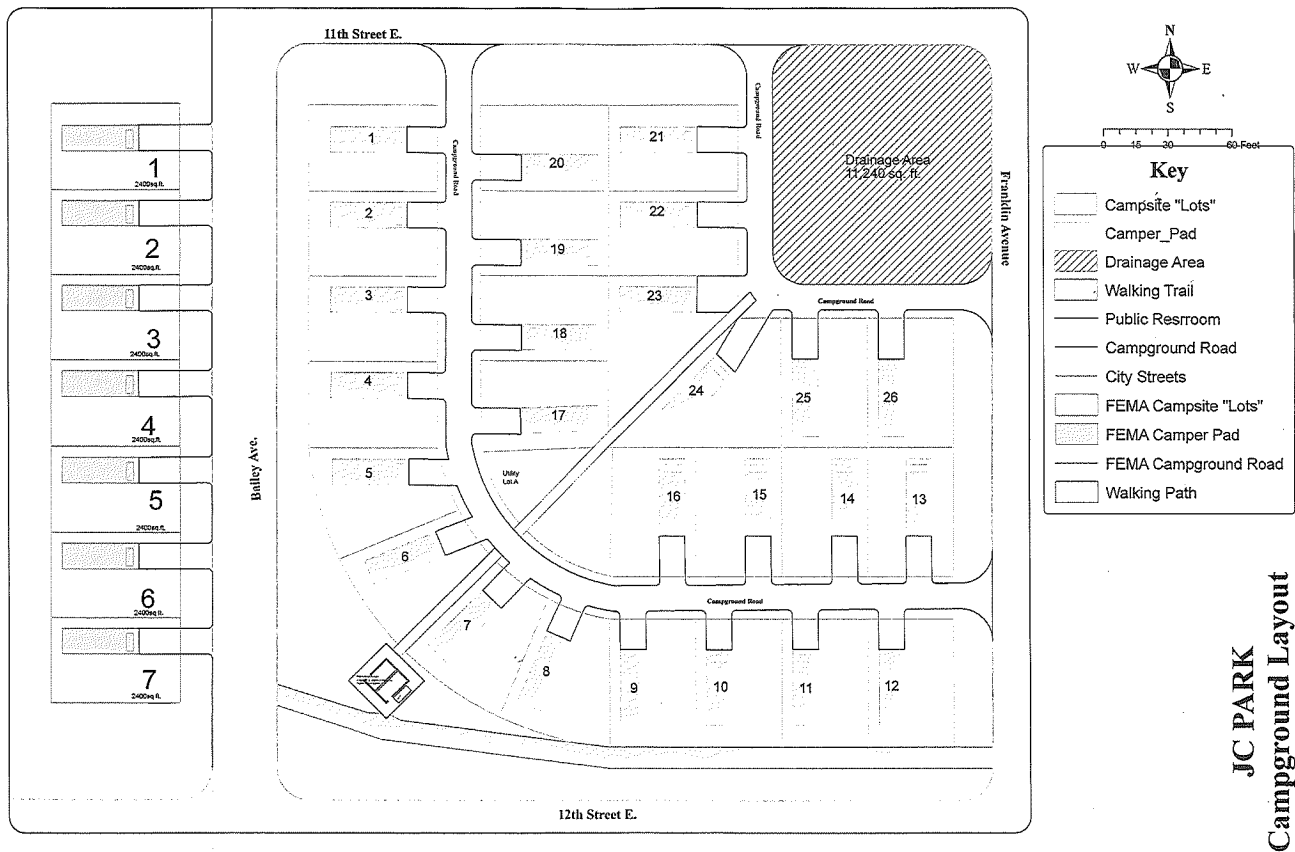 11th Street E.
N
W E
S
0 15 30 60 Feet
Key
Campsite "Lots"
Camper_Pad
Drainage Area
Walking Trail
Public Resrroom
Campground Road
City Streets
FEMA Campsite "Lots"
FEMA Camper Pad
FEMA Campground Road
Walking Path
Drainage Area
11,240 sq. ft.
Campground Road
Campground Road
Franklin Avenue
Campground Road
Campground Road
Bailey Ave.
Utility
Lot A
1
2400sq.ft.
2
2400sq.ft.
3
2400sq.ft.
4
2400sq.ft.
5
2400sq.ft.
6
2400sq.ft.
7
2400sq.ft.
1
2
3
4
5
6
7
8
9
10
11
12
13
14
15
16
17
18
19
20
21
22
23
24
25
26
12th Street E.
JC PARK
Campground Layout